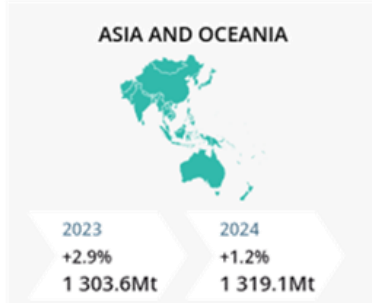 ASIA AND OCEANIA
2023 2024
+2.9% +1.2%
1 303.6Mt 1 319.1Mt